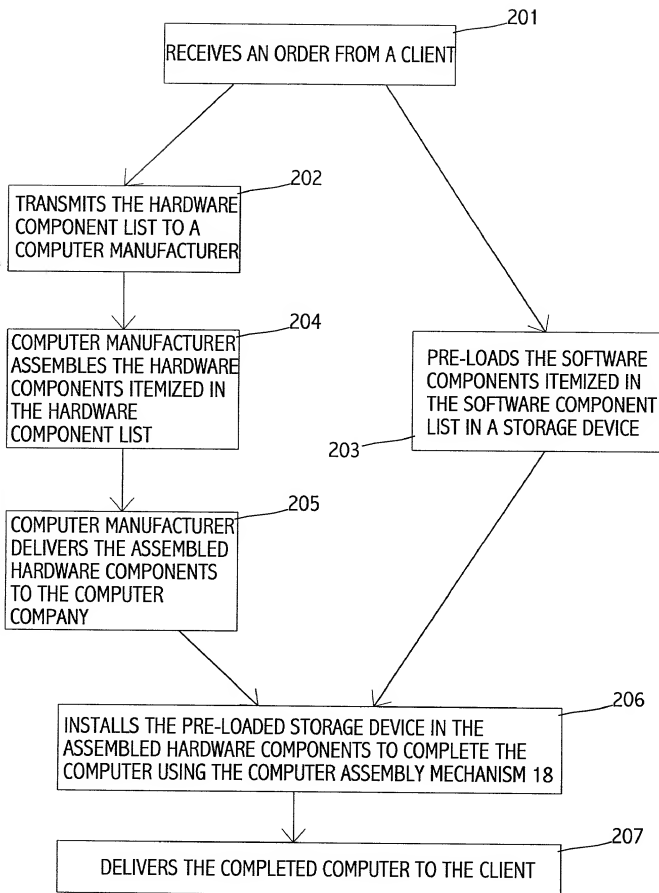 201
RECEIVES AN ORDER FROM A CLIENT
202
TRANSMITS THE HARDWARE
COMPONENT LIST TO A
COMPUTER MANUFACTURER
204
COMPUTER MANUFACTURER
ASSEMBLES THE HARDWARE
COMPONENTS ITEMIZED IN
THE HARDWARE
COMPONENT LIST
PRE-LOADS THE SOFTWARE
COMPONENTS ITEMIZED IN
THE SOFTWARE COMPONENT
LIST IN A STORAGE DEVICE
203
205
COMPUTER MANUFACTURER
DELIVERS THE ASSEMBLED
HARDWARE COMPONENTS
TO THE COMPUTER
COMPANY
206
INSTALLS THE PRE-LOADED STORAGE DEVICE IN THE
ASSEMBLED HARDWARE COMPONENTS TO COMPLETE THE
COMPUTER USING THE COMPUTER ASSEMBLY MECHANISM 18
207
DELIVERS THE COMPLETED COMPUTER TO THE CLIENT